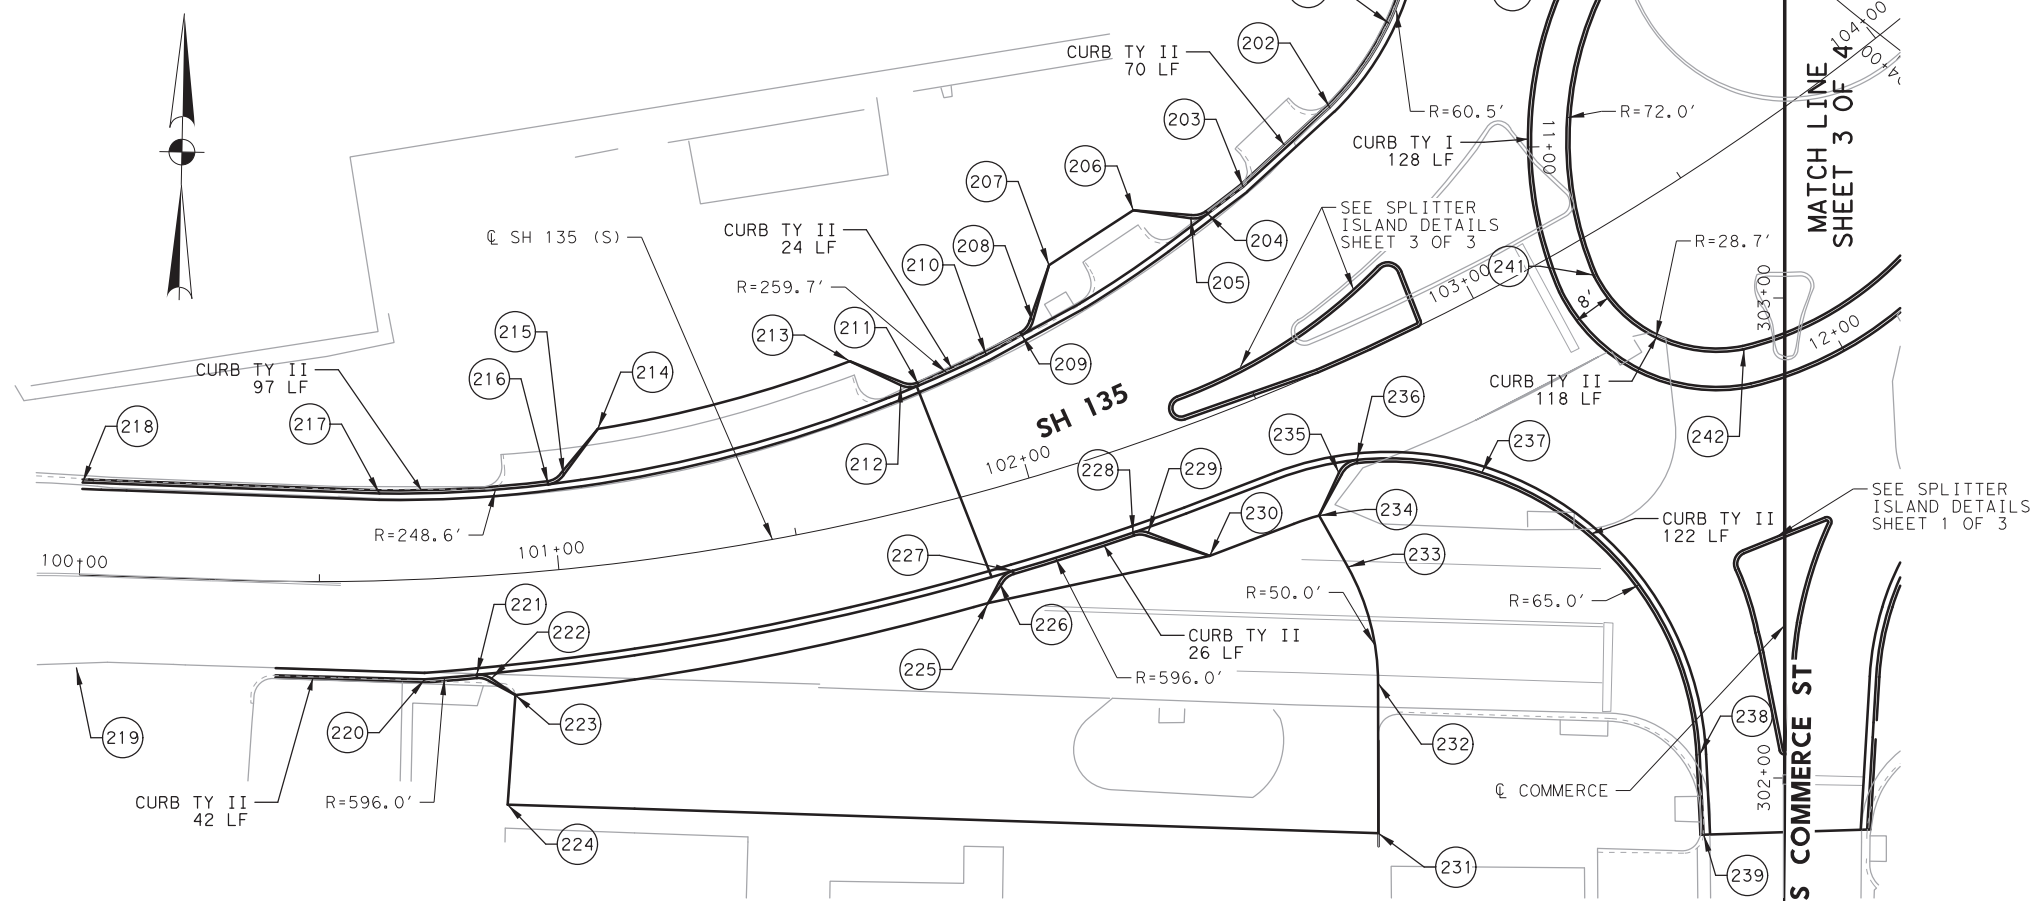 CURB TY II
70 LF
202
203
206
207
R=60.5'
CURB TY I
128 LF
11+00
R=72.0'
MATCH LINE
SHEET 3 OF 4
104+00
℄ SH 135 (S)
CURB TY II
24 LF
208
210
R=259.7'
204
205
SEE SPLITTER
ISLAND DETAILS
SHEET 3 OF 3
103+00
241
8'
R=28.7'
303+00
12+00
213
211
209
215
216
214
CURB TY II
97 LF
217
218
SH 135
212
102+00
CURB TY II
118 LF
242
235
236
237
228
229
230
234
233
SEE SPLITTER
ISLAND DETAILS
SHEET 1 OF 3
CURB TY II
122 LF
R=248.6'
100+00
101+00
227
221
222
226
225
R=50.0'
R=65.0'
CURB TY II
26 LF
R=596.0'
219
220
223
232
238
302+00
℄ COMMERCE
S COMMERCE ST
CURB TY II
42 LF
R=596.0'
224
231
239